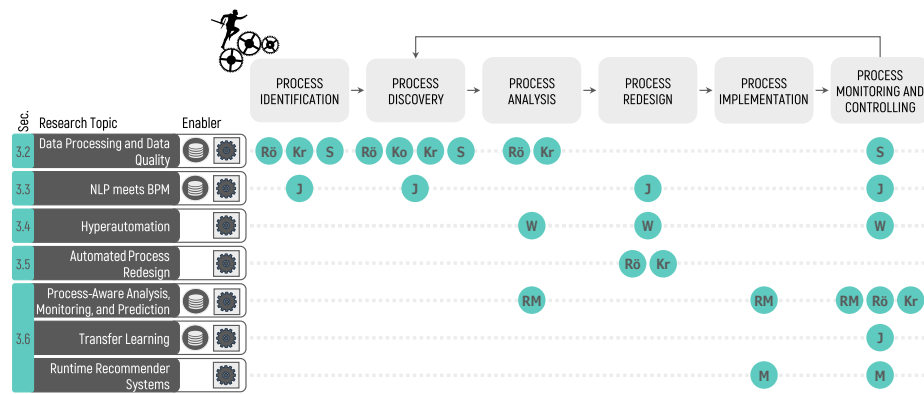 PROCESS
IDENTIFICATION
PROCESS
DISCOVERY
PROCESS
ANALYSIS
PROCESS
REDESIGN
PROCESS
IMPLEMENTATION
PROCESS
MONITORING AND
CONTROLLING
Sec.
Research Topic
Enabler
3.2
Data Processing and Data
Quality
Rö Kr S Rö Ko Kr S Rö Kr S
3.3
NLP meets BPM
J J J J
3.4
Hyperautomation
W W W
3.5
Automated Process
Redesign
Rö Kr
Process-Aware Analysis,
Monitoring, and Prediction
RM RM RM Rö Kr
3.6
Transfer Learning
J
Runtime Recommender
Systems
M M